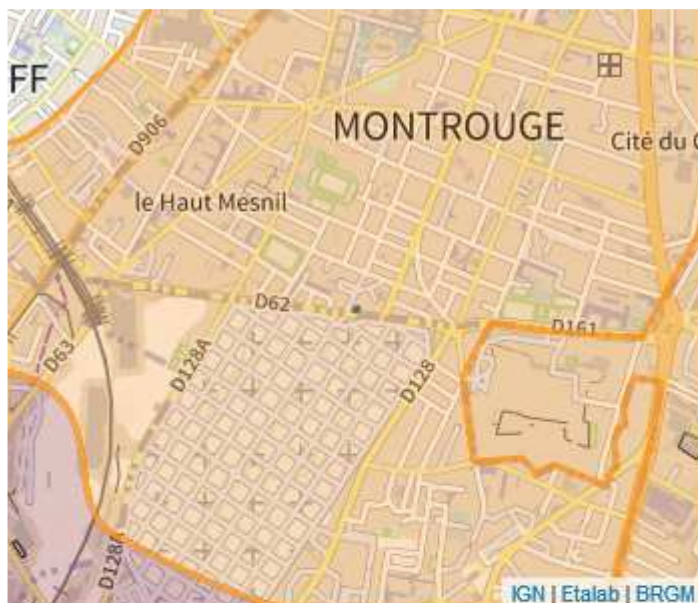 FF
MONTROUGE
D906
Cité du C
le Haut Mesnil
D62
D161
D63
D128A
D128
D128A
IGN | Etalab | BRGM